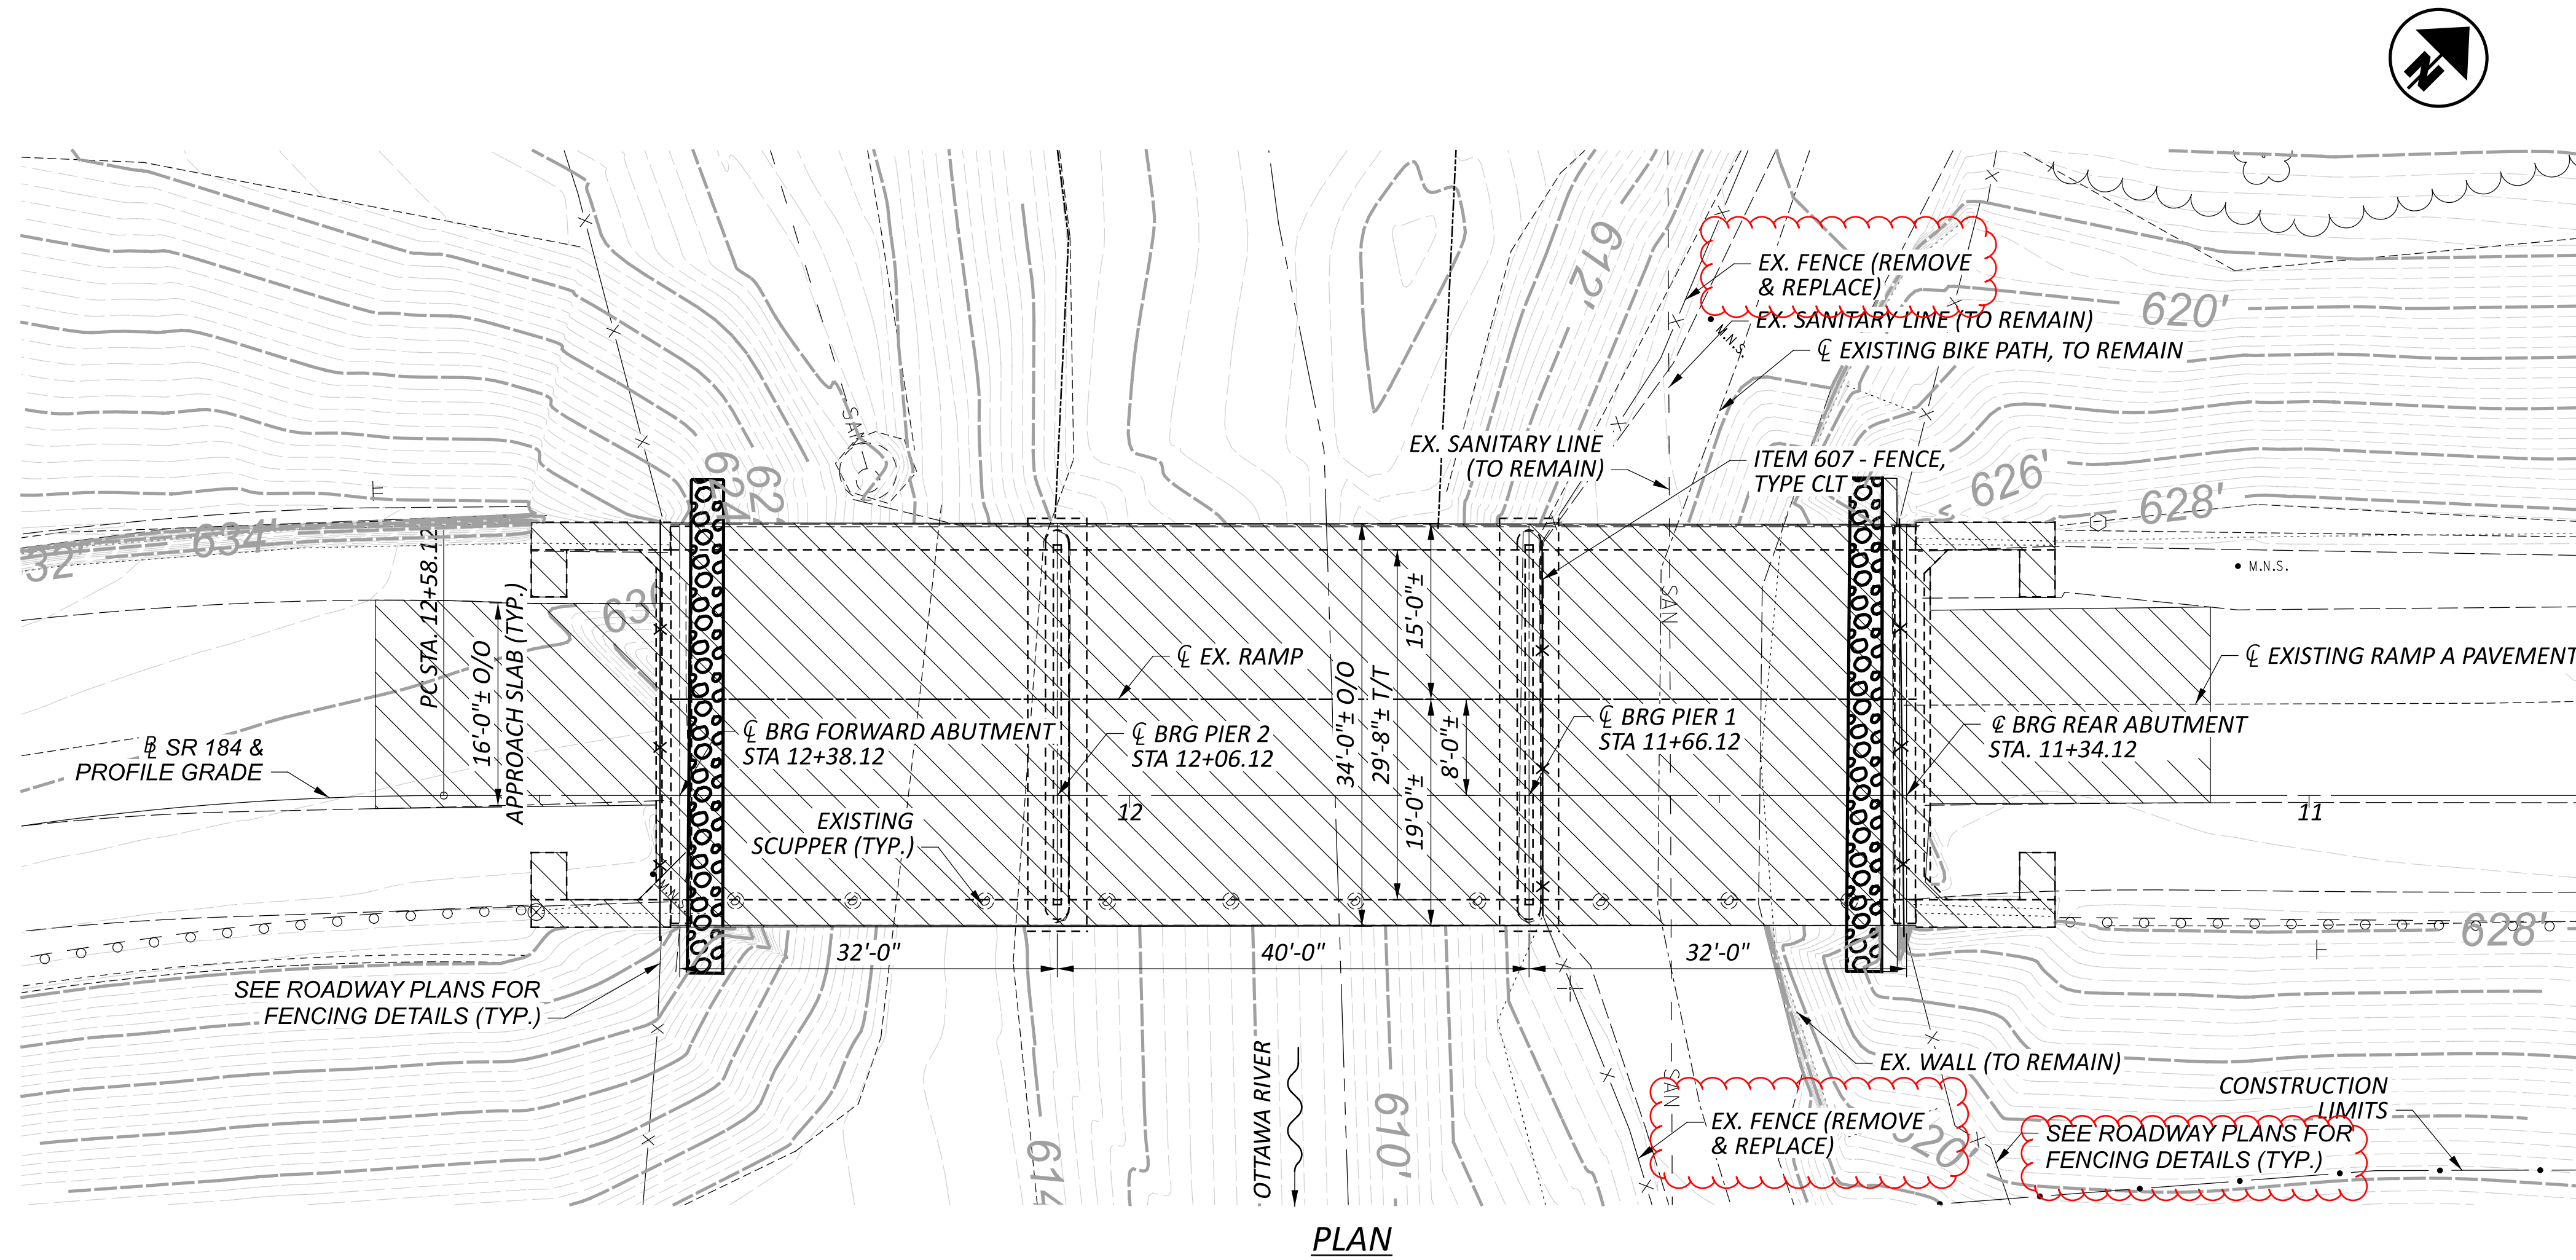 N
612'
EX. FENCE (REMOVE
& REPLACE)
620'
EX. SANITARY LINE (TO REMAIN)
M.N.S.
℄ EXISTING BIKE PATH, TO REMAIN
SAN
EX. SANITARY LINE
(TO REMAIN)
ITEM 607 - FENCE,
TYPE CLT
626'
628'
634'
32'
M.N.S.
PC STA. 12+58.12
16'-0"± O/O
APPROACH SLAB (TYP.)
SAN
15'-0"±
℄ EX. RAMP
34'-0"± O/O
29'-8"± T/T
8'-0"±
19'-0"±
℄ EXISTING RAMP A PAVEMENT
℄ BRG FORWARD ABUTMENT
STA 12+38.12
℄ BRG PIER 2
STA 12+06.12
℄ BRG PIER 1
STA 11+66.12
℄ BRG REAR ABUTMENT
STA. 11+34.12
SR 184 &
PROFILE GRADE
12
11
EXISTING
SCUPPER (TYP.)
M.N.S.
628'
32'-0"
40'-0"
32'-0"
SEE ROADWAY PLANS FOR
FENCING DETAILS (TYP.)
OTTAWA RIVER
614
610'
SAN
EX. WALL (TO REMAIN)
CONSTRUCTION
LIMITS
EX. FENCE (REMOVE
& REPLACE)
SEE ROADWAY PLANS FOR
FENCING DETAILS (TYP.)
PLAN